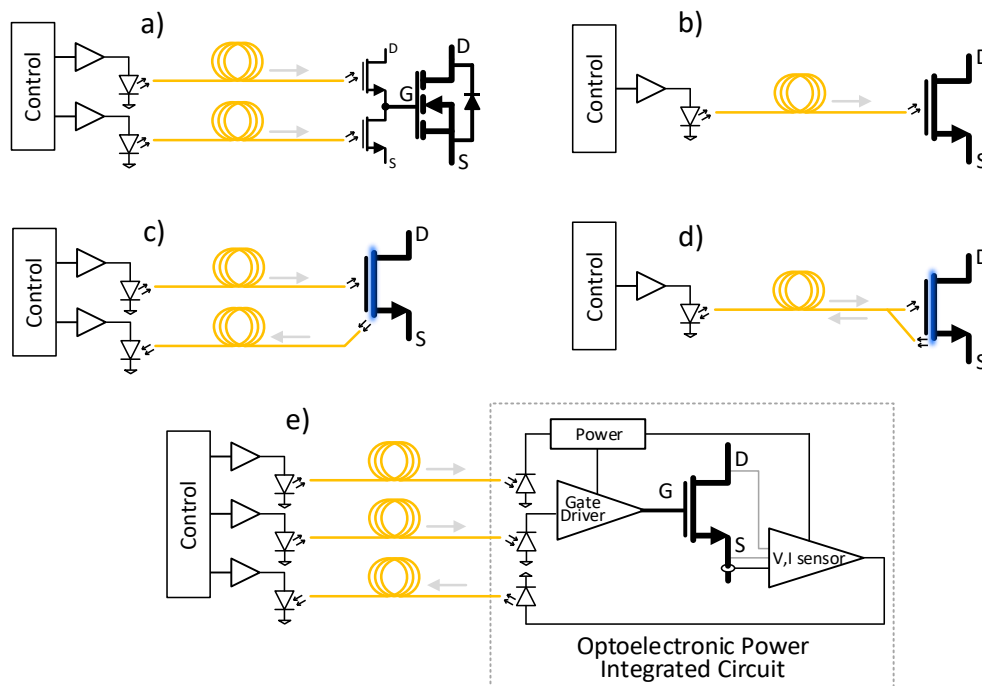 a)
Control
D
G
D
S
S
b)
Control
D
S
c)
Control
D
S
d)
Control
D
S
e)
Control
Power
Gate
Driver
G
D
S
V,I sensor
Optoelectronic Power
Integrated Circuit